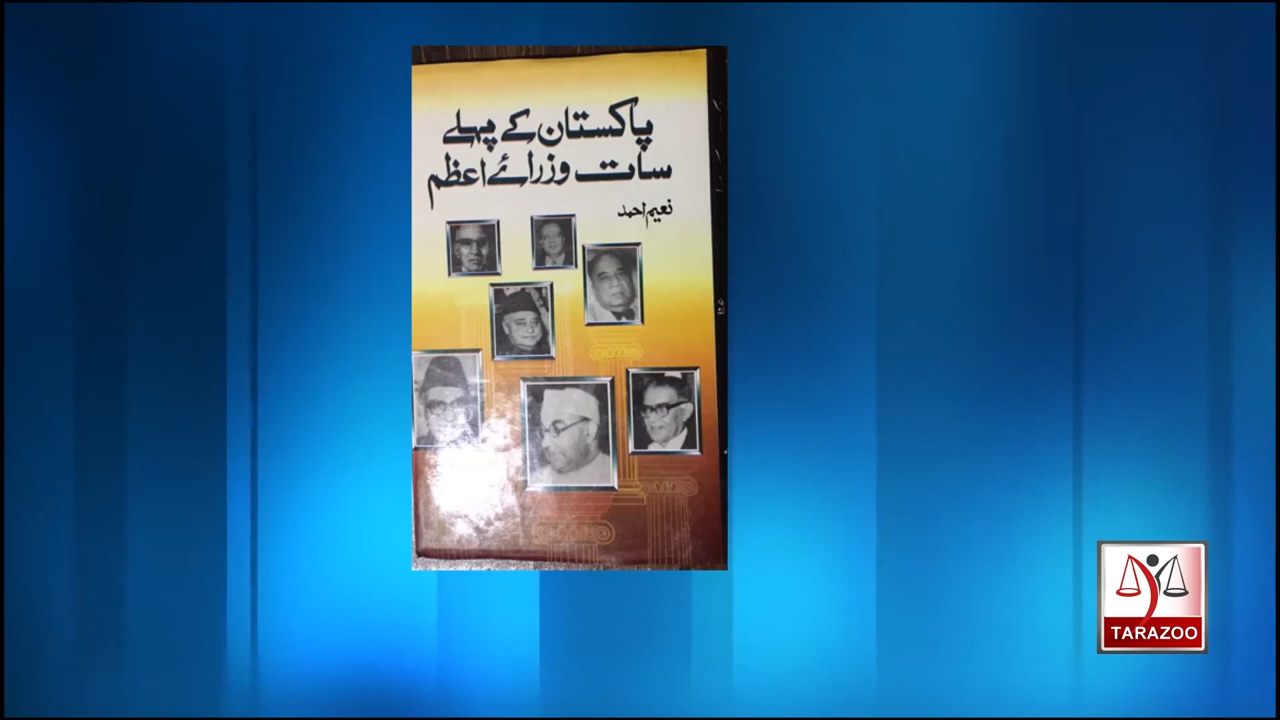 پاکستان کے پہلے
سات وزرائے اعظم
نعیم احمد
TARAZOO